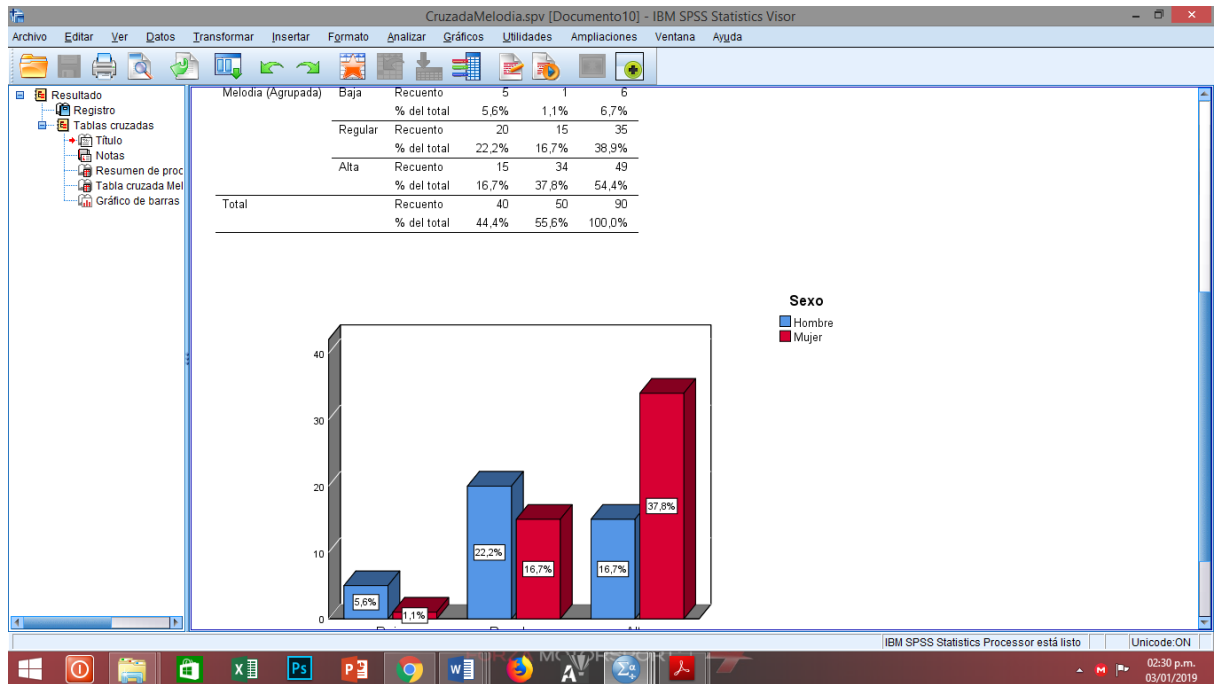 CruzadaMelodia.spv [Documento10] - IBM SPSS Statistics Visor
Archivo Editar Ver Datos Transformar Insertar Formato Analizar Gráficos Utilidades Ampliaciones Ventana Ayuda
Resultado
Registro
Tablas cruzadas
Título
Notas
Resumen de proc
Tabla cruzada Mel
Gráfico de barras
Melodia (Agrupada) Baja Recuento 5 1 6
% del total 5,6% 1,1% 6,7%
Regular Recuento 20 15 35
% del total 22,2% 16,7% 38,9%
Alta Recuento 15 34 49
% del total 16,7% 37,8% 54,4%
Total Recuento 40 50 90
% del total 44,4% 55,6% 100,0%
Sexo
Hombre
Mujer
40
30
20
10
0
5,6%
1,1%
22,2%
16,7%
16,7%
37,8%
IBM SPSS Statistics Processor está listo Unicode:ON
02:30 p.m.
03/01/2019